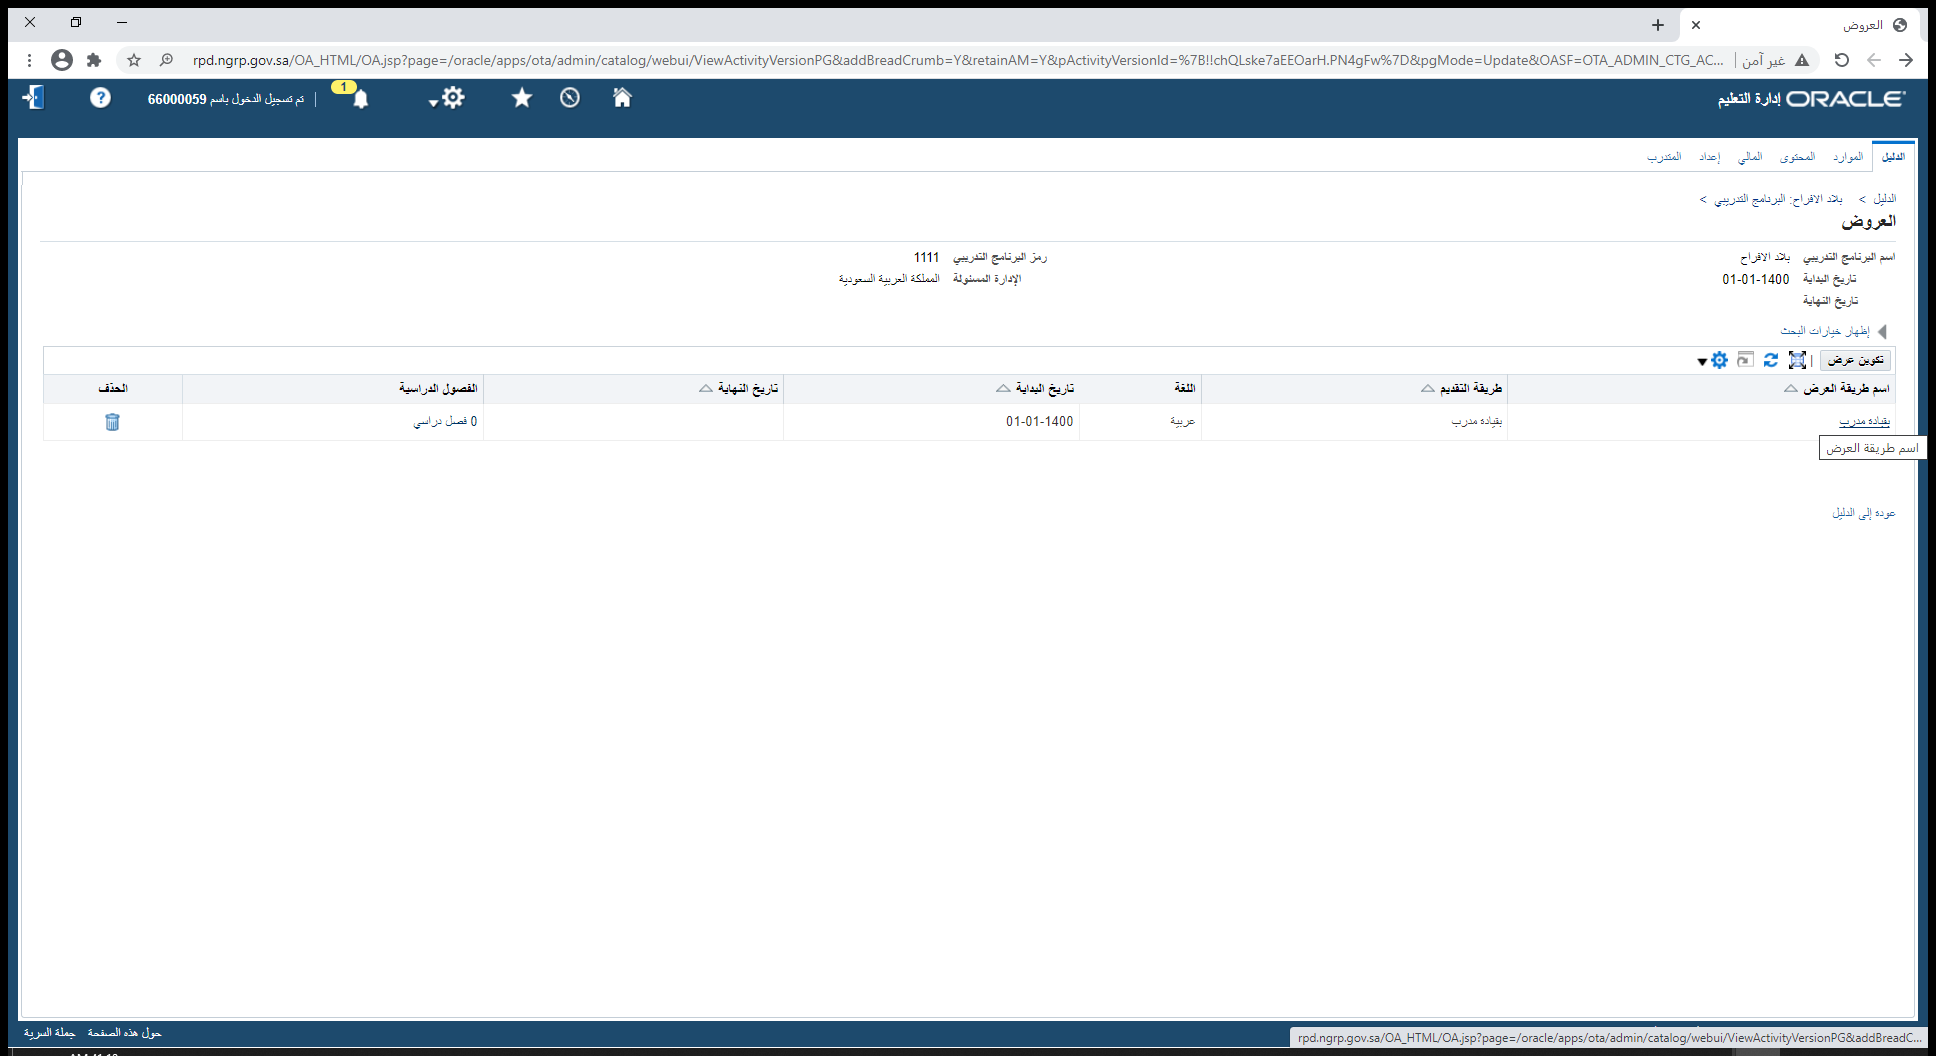 العروض
غير آمن rpd.ngrp.gov.sa/OA_HTML/OA.jsp?page=/oracle/apps/ota/admin/catalog/webui/ViewActivityVersionPG&addBreadCrumb=Y&retainAM=Y&pActivityVersionId=%7B!!chQLske7aEEOarH.PN4gFw%7D&pgMode=Update&OASF=OTA_ADMIN_CTG_AC...
ORACLE إدارة التعليم
1
تم تسجيل الدخول باسم 66000059
?
الدليل الموارد المحتوى المالي إعداد المتدرب
الدليل > بلاد الافراح: البرنامج التدريبي >
العروض
اسم البرنامج التدريبي بلاد الافراح
رمز البرنامج التدريبي 1111
تاريخ البداية 01-01-1400
الإدارة المسئولة المملكة العربية السعودية
تاريخ النهاية
إظهار خيارات البحث
تكوين عرض |
اسم طريقة العرض طريقة التقديم اللغة تاريخ البداية تاريخ النهاية الفصول الدراسية الحذف
بقيادة مدرب بقيادة مدرب عربية 01-01-1400 0 فصل دراسي
اسم طريقة العرض
عودة إلى الدليل
حول هذه الصفحة جملة السرية
rpd.ngrp.gov.sa/OA_HTML/OA.jsp?page=/oracle/apps/ota/admin/catalog/webui/ViewActivityVersionPG&addBreadC...